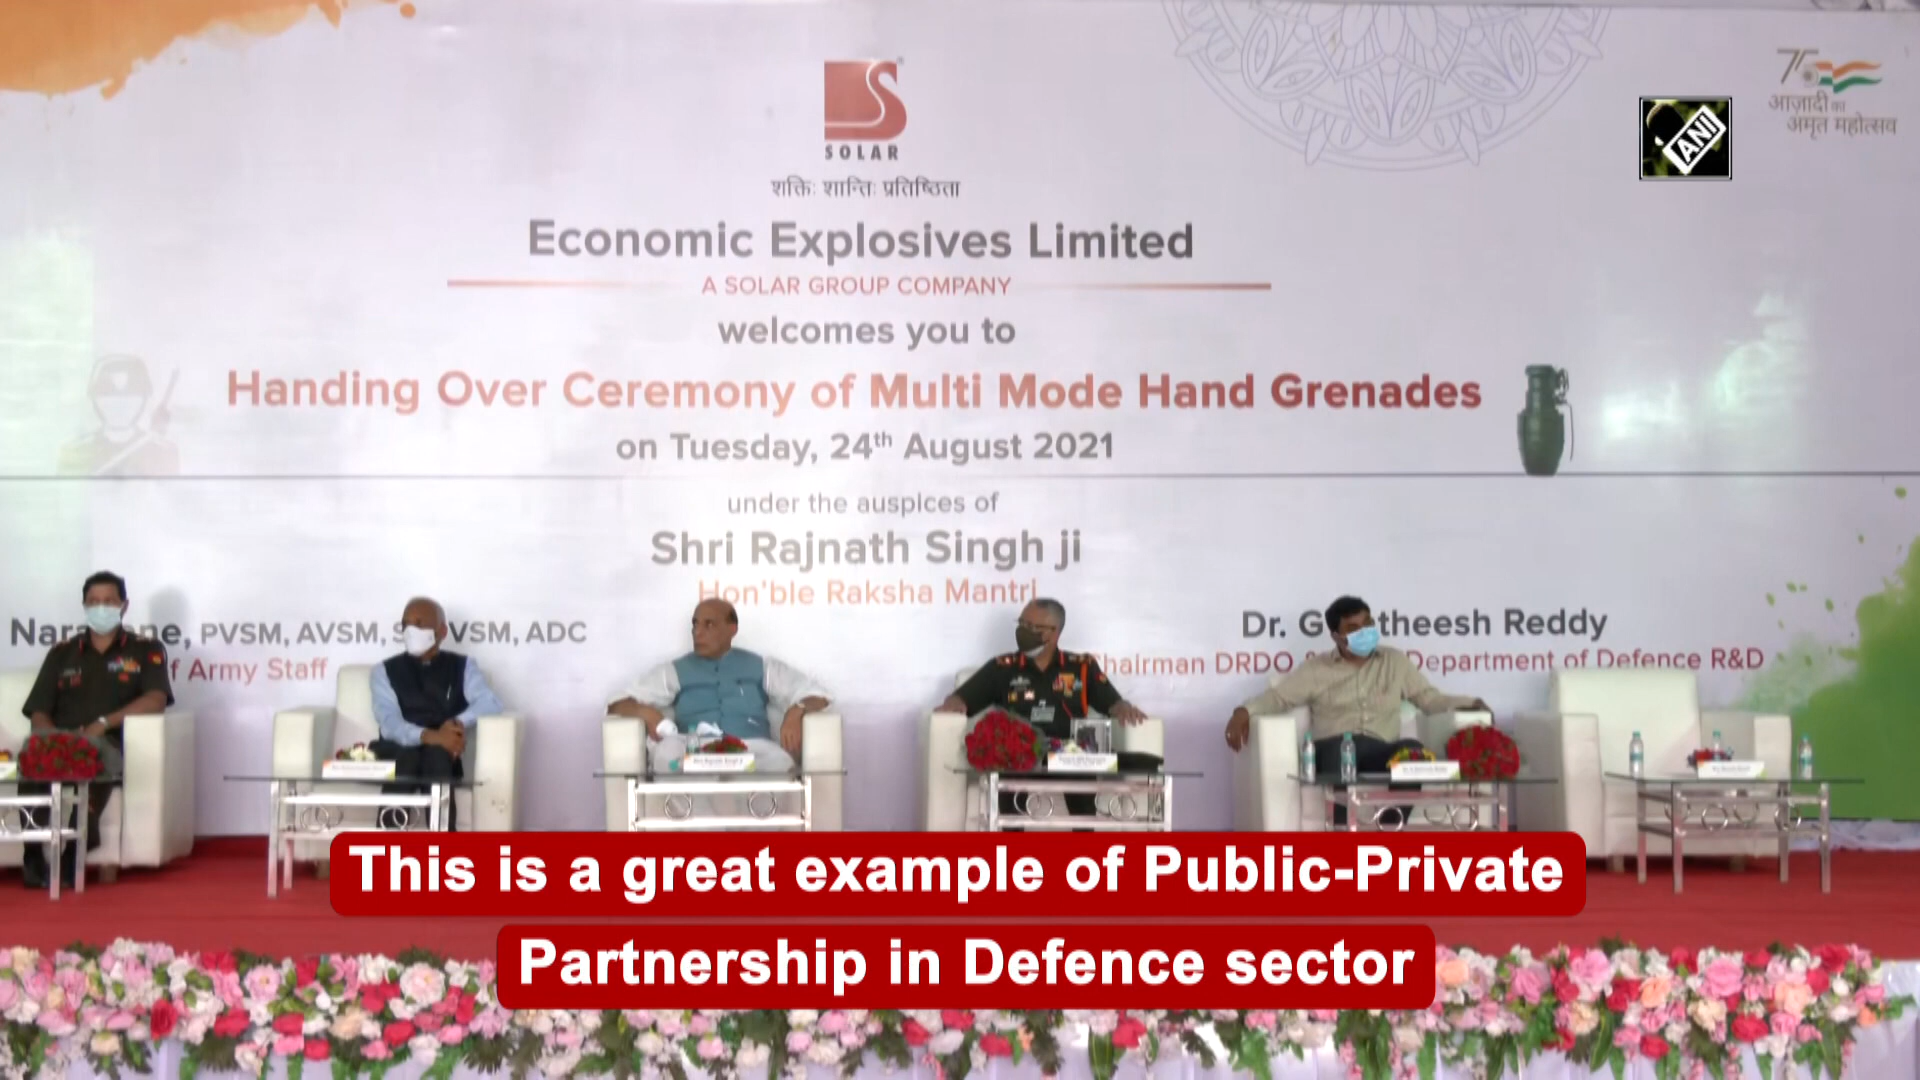 SOLAR
शक्तिः शान्तिः प्रतिष्ठिता
75
आज़ादी का
अमृत महोत्सव
ANI
Economic Explosives Limited
A SOLAR GROUP COMPANY
welcomes you to
Handing Over Ceremony of Multi Mode Hand Grenades
on Tuesday, 24th August 2021
under the auspices of
Shri Rajnath Singh ji
Hon'ble Raksha Mantri
PVSM, AVSM, VSM, ADC
Army Staff
Dr. G theesh Reddy
hairman DRDO Department of Defence R&D
This is a great example of Public-Private
Partnership in Defence sector